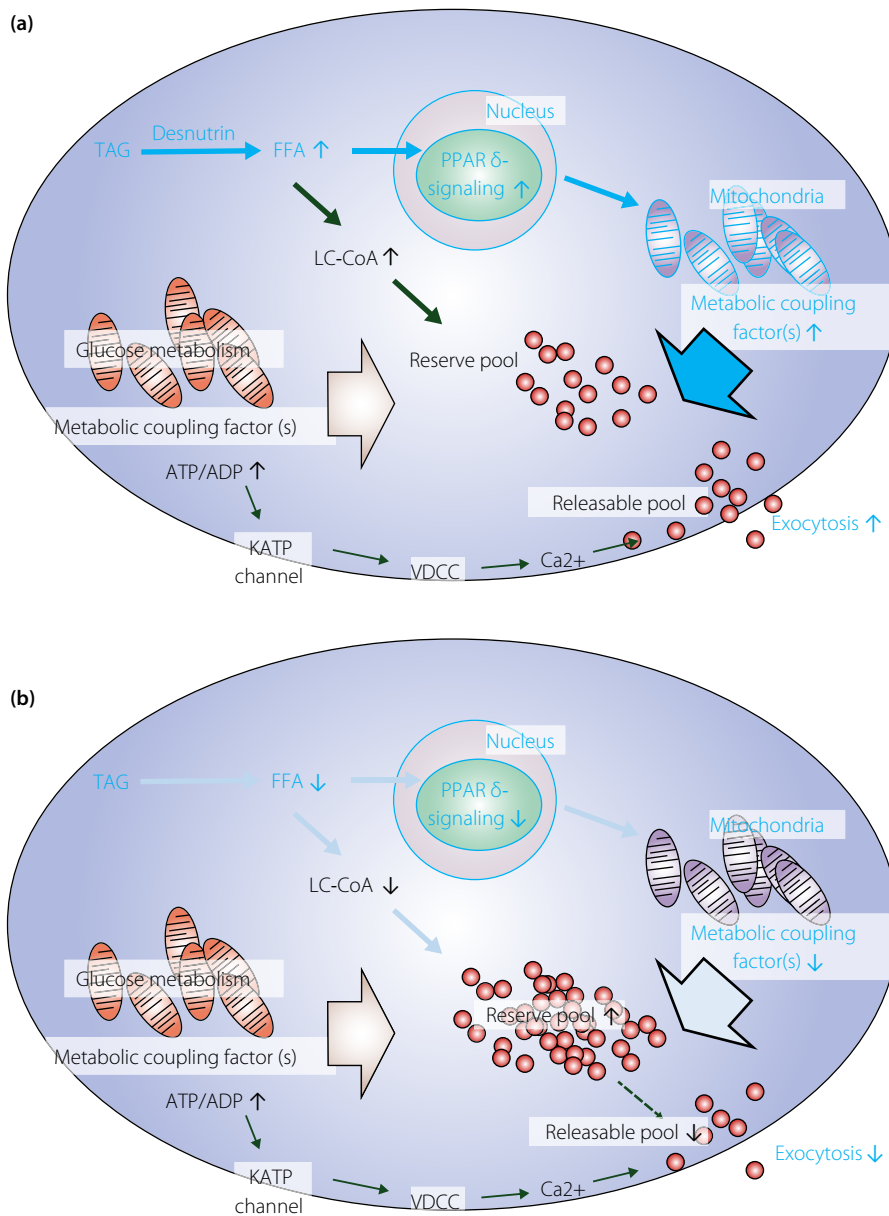 (a)
Nucleus
Desnutrin
TAG
FFA ↑
PPAR δ-
signaling ↑
Mitochondria
LC-CoA ↑
Metabolic coupling
factor(s) ↑
Glucose metabolism
Reserve pool
Metabolic coupling factor (s)
ATP/ADP ↑
Releasable pool
Exocytosis ↑
KATP
channel
VDCC
Ca2+
(b)
Nucleus
TAG
FFA ↓
PPAR δ-
signaling ↓
Mitochondria
LC-CoA ↓
Metabolic coupling
factor(s) ↓
Glucose metabolism
Reserve pool ↑
Metabolic coupling factor (s)
ATP/ADP ↑
Releasable pool ↓
Exocytosis ↓
KATP
channel
VDCC
Ca2+